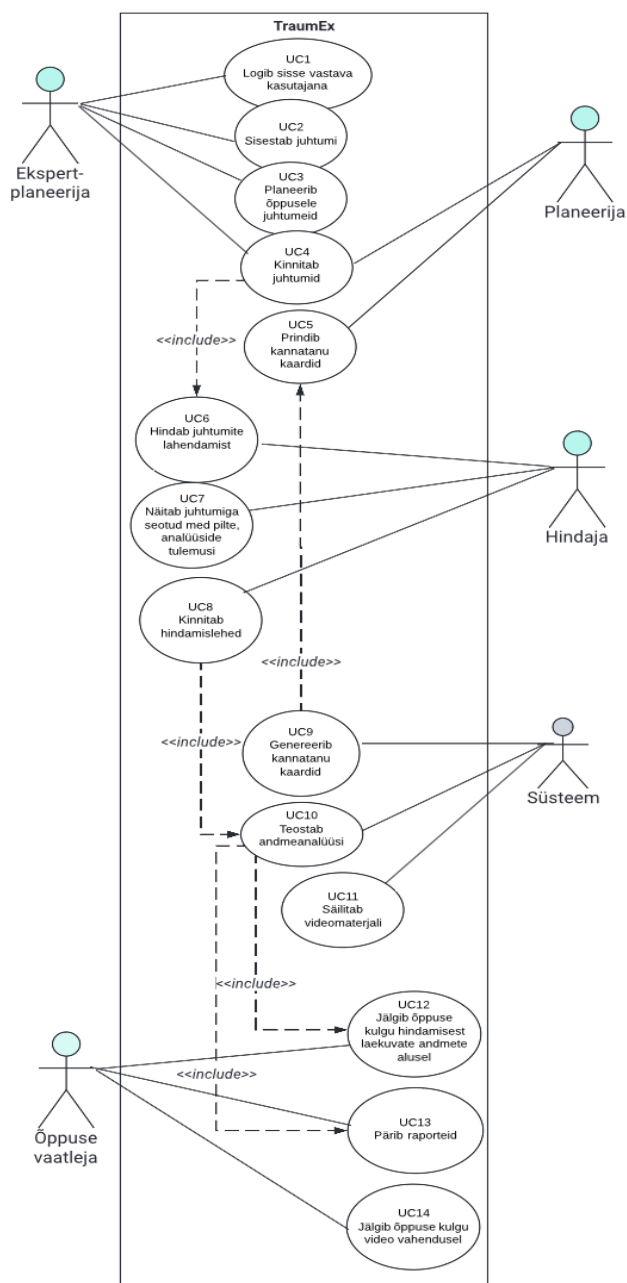 TraumEx
UC1
Logib sisse vastava
kasutajana
UC2
Sisestab juhtumi
Ekspert-
planeerija
UC3
Planeerib
õppusele
juhtumeid
Planeerija
UC4
Kinnitab
juhtumid
<<include>>
UC5
Prindib
kannatanu
kaardid
UC6
Hindab juhtumite
lahendamist
UC7
Näitab juhtumiga
seotud med pilte,
analüüside
tulemusi
Hindaja
UC8
Kinnitab
hindamislehed
<<include>>
<<include>>
UC9
Genereerib
kannatanu
kaardid
Süsteem
UC10
Teostab
andmeanalüüsi
UC11
Säilitab
videomaterjali
<<include>>
UC12
Jälgib õppuse
kulgu hindamisest
laekuvate andmete
alusel
<<include>>
Õppuse
vaatleja
UC13
Pärib raporteid
UC14
Jälgib õppuse kulgu
video vahendusel